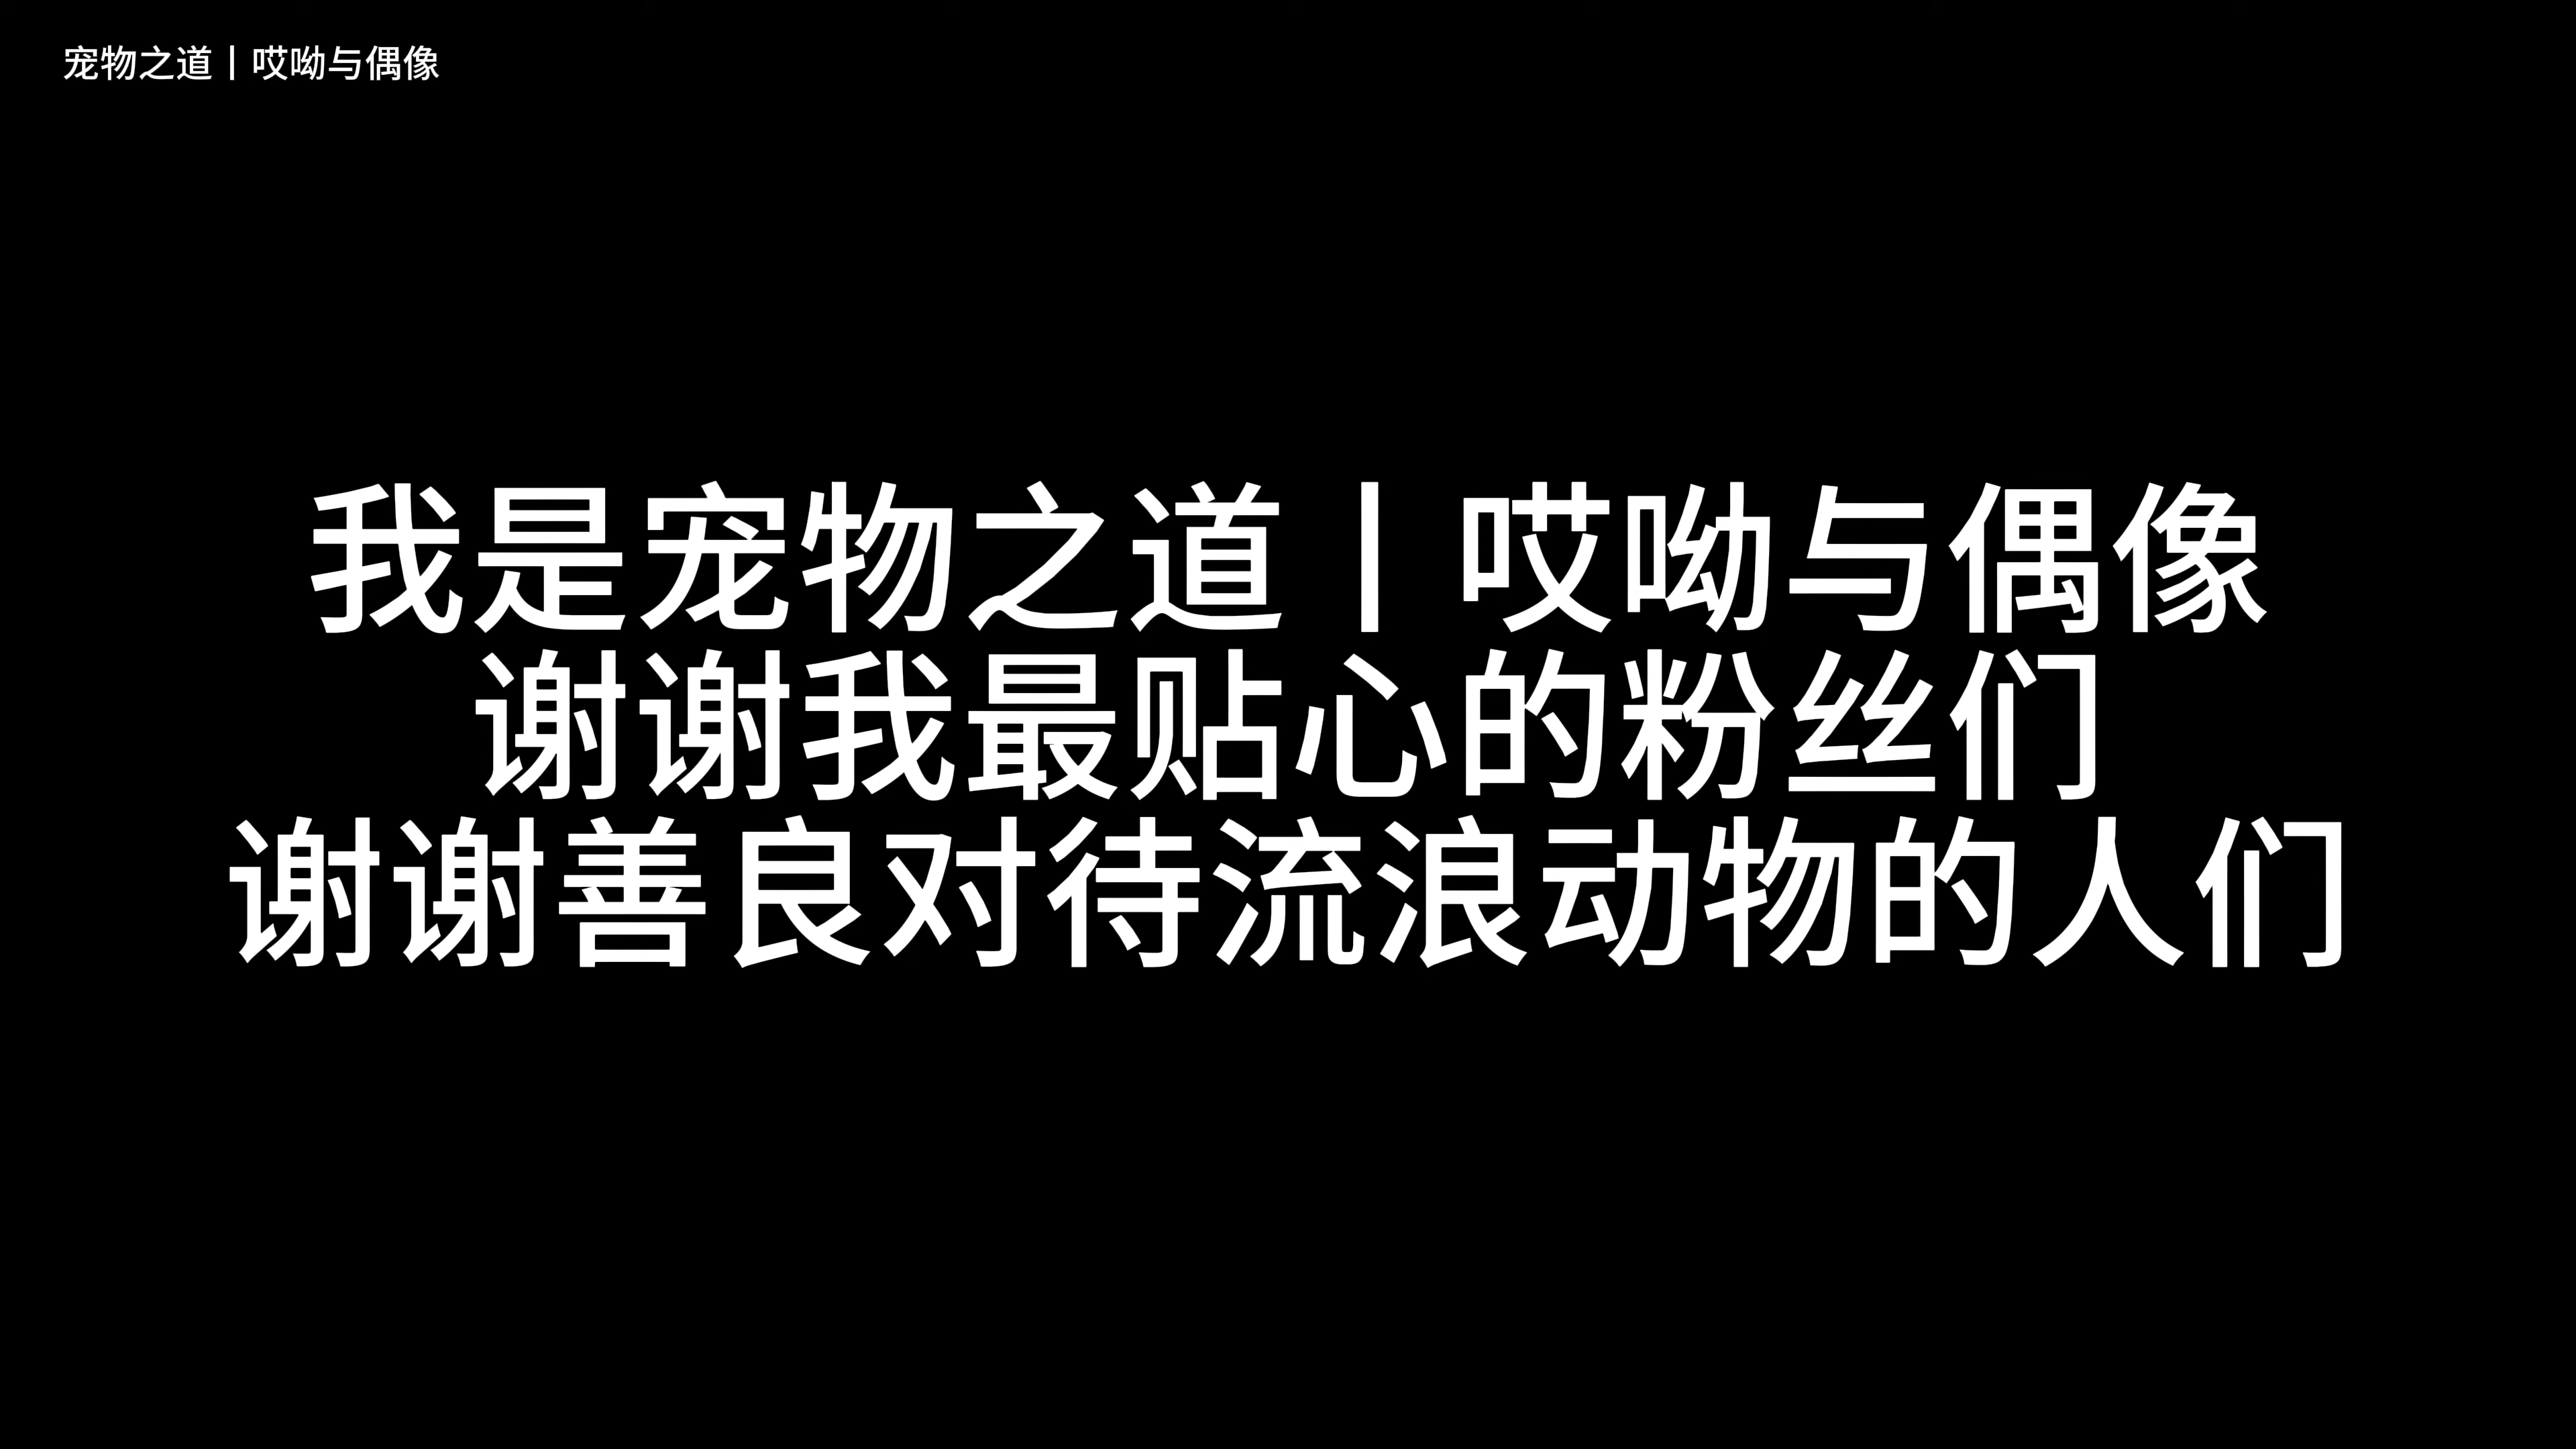 宠物之道丨哎呦与偶像
我是宠物之道丨哎呦与偶像
谢谢我最贴心的粉丝们
谢谢善良对待流浪动物的人们